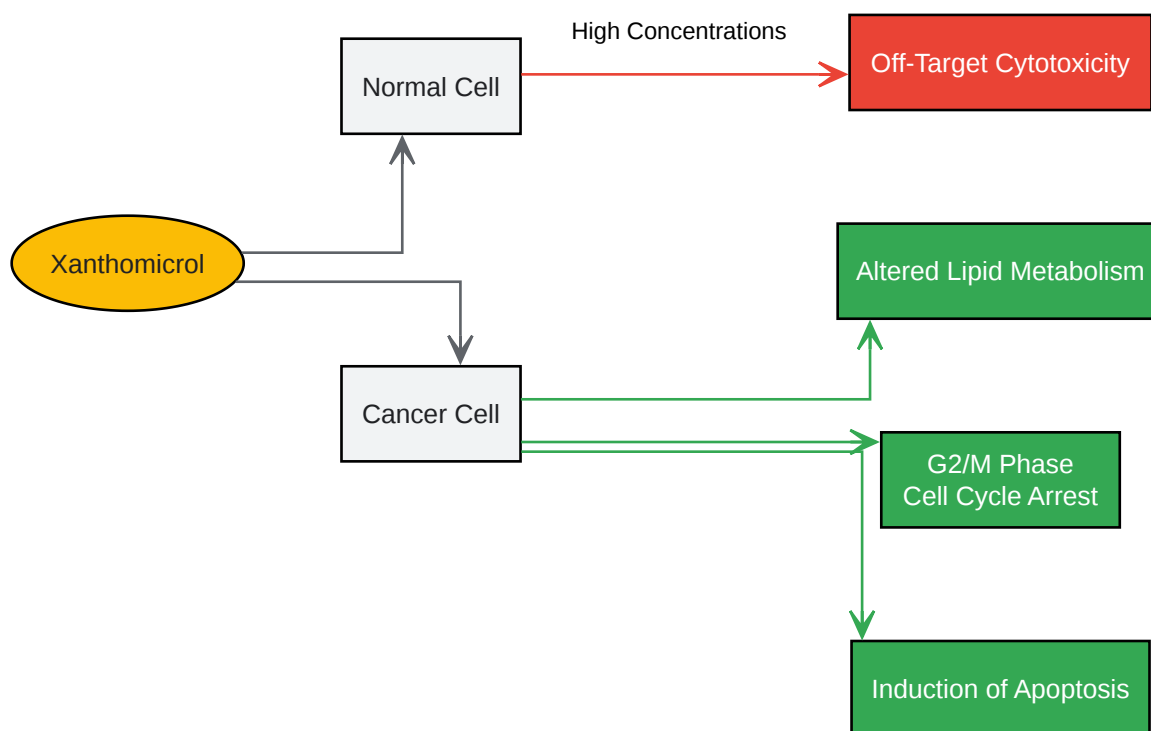 High Concentrations
Off-Target Cytotoxicity
Normal Cell
Xanthomicrol
Altered Lipid Metabolism
Cancer Cell
G2/M Phase
Cell Cycle Arrest
Induction of Apoptosis